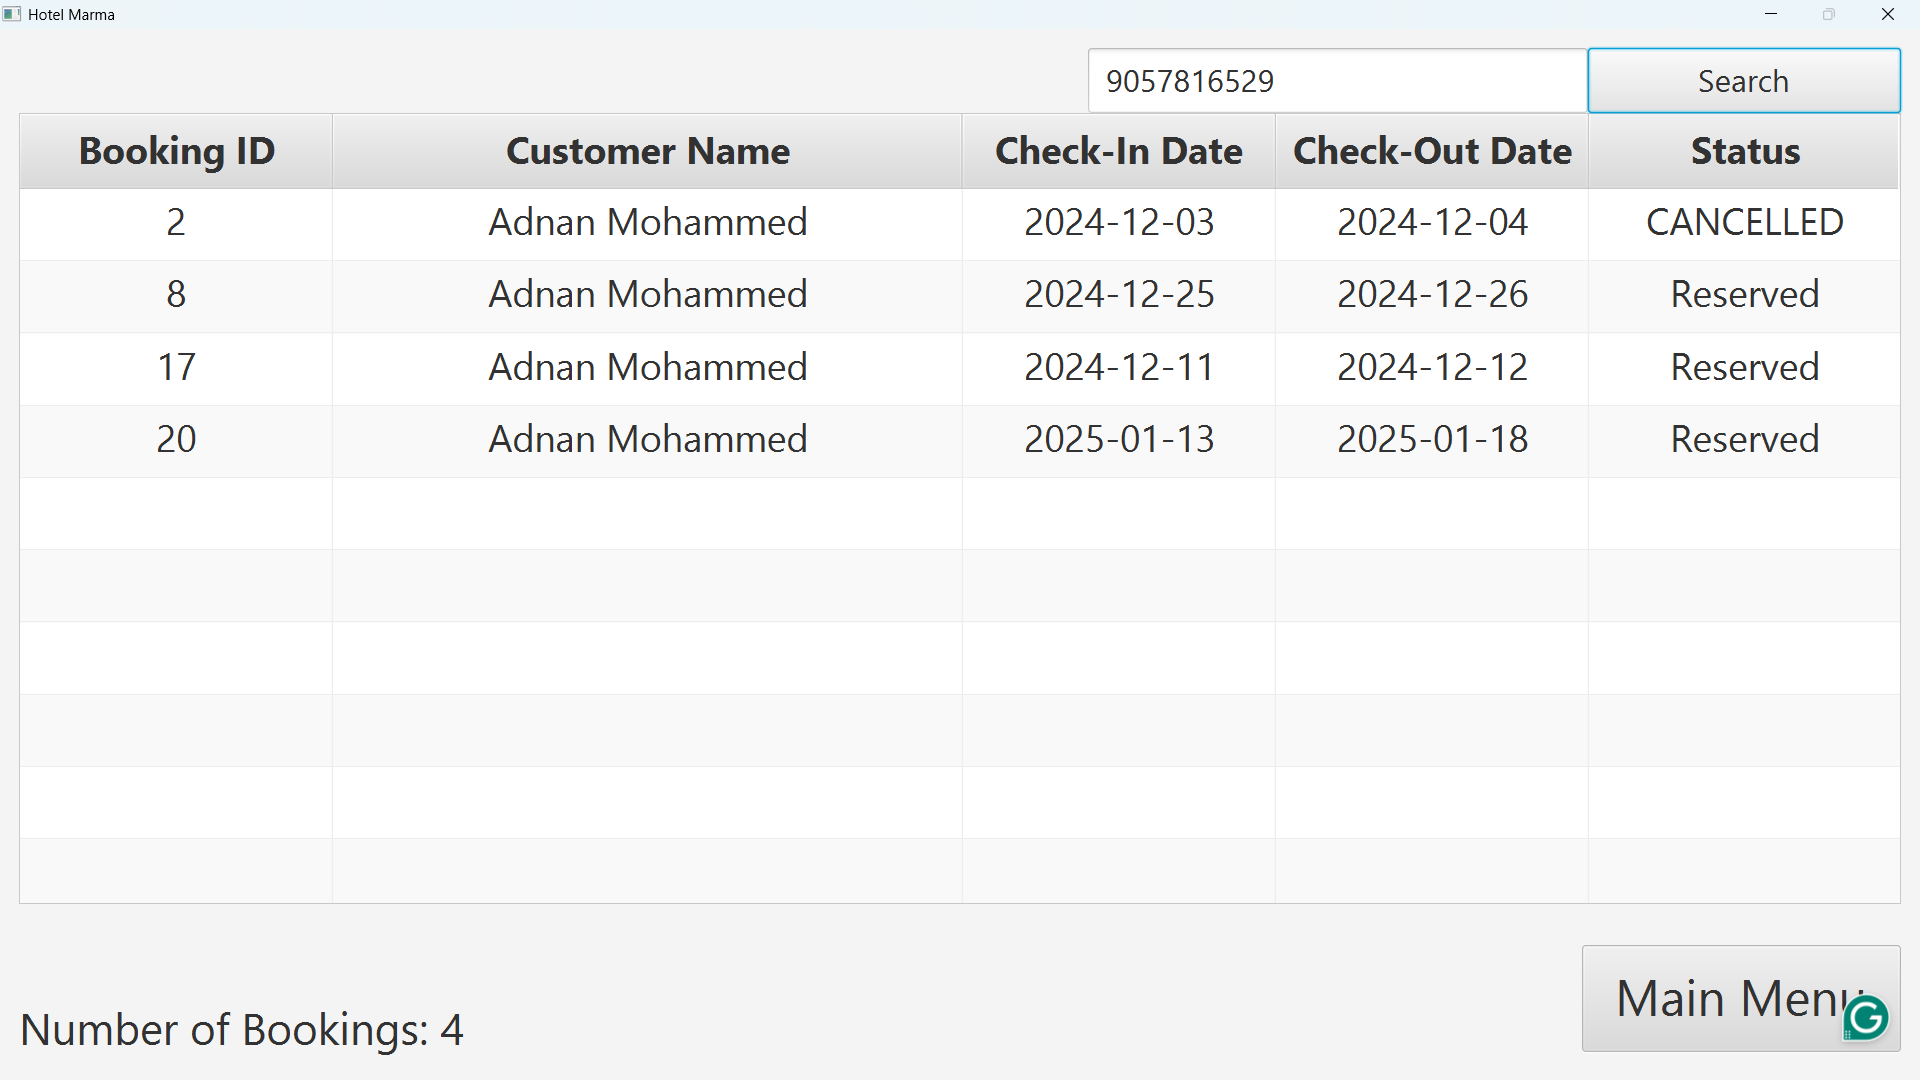 Hotel Marma
9057816529 Search
Booking ID Customer Name Check-In Date Check-Out Date Status
2 Adnan Mohammed 2024-12-03 2024-12-04 CANCELLED
8 Adnan Mohammed 2024-12-25 2024-12-26 Reserved
17 Adnan Mohammed 2024-12-11 2024-12-12 Reserved
20 Adnan Mohammed 2025-01-13 2025-01-18 Reserved
Main Menu
Number of Bookings: 4